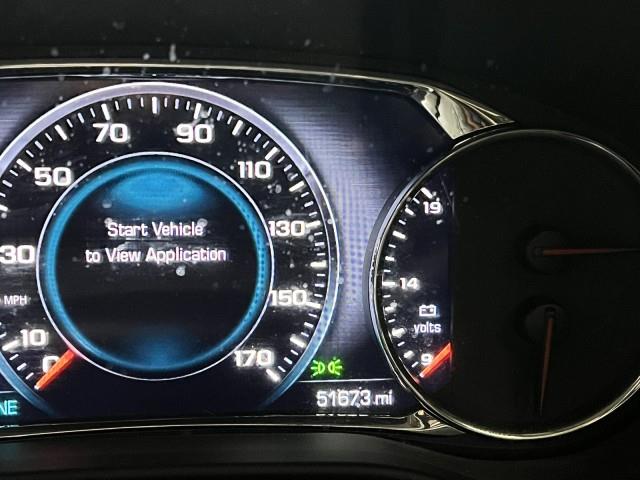 70 90
50 110
Start Vehicle
to View Application
130
30
MPH
150
10
0
170
51673 mi
NE
19
14
volts
9